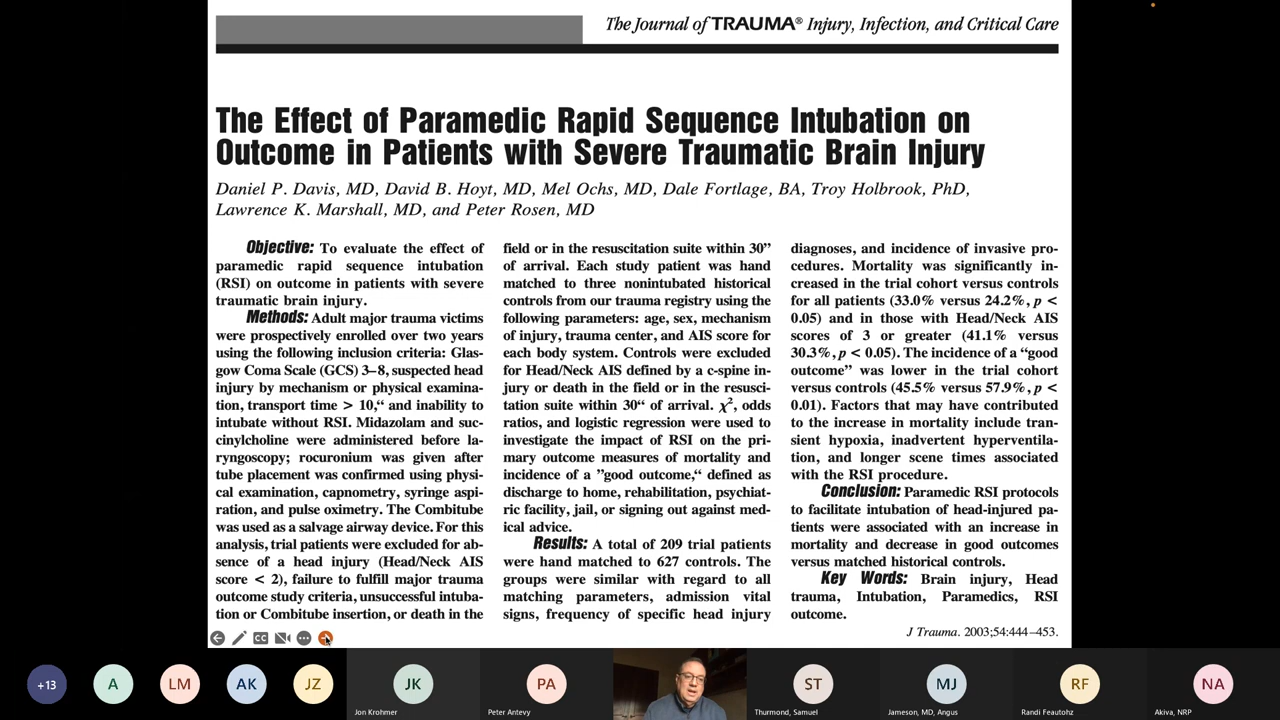 The Journal of TRAUMA® Injury, Infection, and Critical Care
The Effect of Paramedic Rapid Sequence Intubation on
Outcome in Patients with Severe Traumatic Brain Injury
Daniel P. Davis, MD, David B. Hoyt, MD, Mel Ochs, MD, Dale Fortlage, BA, Troy Holbrook, PhD,
Lawrence K. Marshall, MD, and Peter Rosen, MD
Objective: To evaluate the effect of
paramedic rapid sequence intubation
(RSI) on outcome in patients with severe
traumatic brain injury.
Methods: Adult major trauma victims
were prospectively enrolled over two years
using the following inclusion criteria: Glas-
gow Coma Scale (GCS) 3–8, suspected head
injury by mechanism or physical examina-
tion, transport time > 10,“ and inability to
intubate without RSI. Midazolam and suc-
cinylcholine were administered before la-
ryngoscopy; rocuronium was given after
tube placement was confirmed using physi-
cal examination, capnometry, syringe aspi-
ration, and pulse oximetry. The Combitube
was used as a salvage airway device. For this
analysis, trial patients were excluded for ab-
sence of a head injury (Head/Neck AIS
score < 2), failure to fulfill major trauma
outcome study criteria, unsuccessful intuba-
tion or Combitube insertion, or death in the
field or in the resuscitation suite within 30”
of arrival. Each study patient was hand
matched to three nonintubated historical
controls from our trauma registry using the
following parameters: age, sex, mechanism
of injury, trauma center, and AIS score for
each body system. Controls were excluded
for Head/Neck AIS defined by a c-spine in-
jury or death in the field or in the resusci-
tation suite within 30“ of arrival. χ², odds
ratios, and logistic regression were used to
investigate the impact of RSI on the pri-
mary outcome measures of mortality and
incidence of a ”good outcome,“ defined as
discharge to home, rehabilitation, psychiat-
ric facility, jail, or signing out against med-
ical advice.
Results: A total of 209 trial patients
were hand matched to 627 controls. The
groups were similar with regard to all
matching parameters, admission vital
signs, frequency of specific head injury
diagnoses, and incidence of invasive pro-
cedures. Mortality was significantly in-
creased in the trial cohort versus controls
for all patients (33.0% versus 24.2%, p <
0.05) and in those with Head/Neck AIS
scores of 3 or greater (41.1% versus
30.3%, p < 0.05). The incidence of a “good
outcome” was lower in the trial cohort
versus controls (45.5% versus 57.9%, p <
0.01). Factors that may have contributed
to the increase in mortality include tran-
sient hypoxia, inadvertent hyperventila-
tion, and longer scene times associated
with the RSI procedure.
Conclusion: Paramedic RSI protocols
to facilitate intubation of head-injured pa-
tients were associated with an increase in
mortality and decrease in good outcomes
versus matched historical controls.
Key Words: Brain injury, Head
trauma, Intubation, Paramedics, RSI
outcome.
J Trauma. 2003;54:444–453.
CC
+13
A
LM
AK
JZ
JK
Jon Krohmer
PA
Peter Antevy
ST
Thurmond, Samuel
MJ
Jameson, MD, Angus
RF
Randi Feautohz
NA
Akiva, NRP